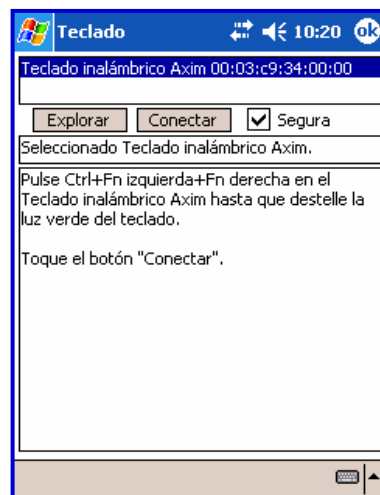 Teclado 10:20 ok
Teclado inalámbrico Axim 00:03:c9:34:00:00
Explorar Conectar Segura
Seleccionado Teclado inalámbrico Axim.
Pulse Ctrl+Fn izquierda+Fn derecha en el
Teclado inalámbrico Axim hasta que destelle la
luz verde del teclado.
Toque el botón "Conectar".